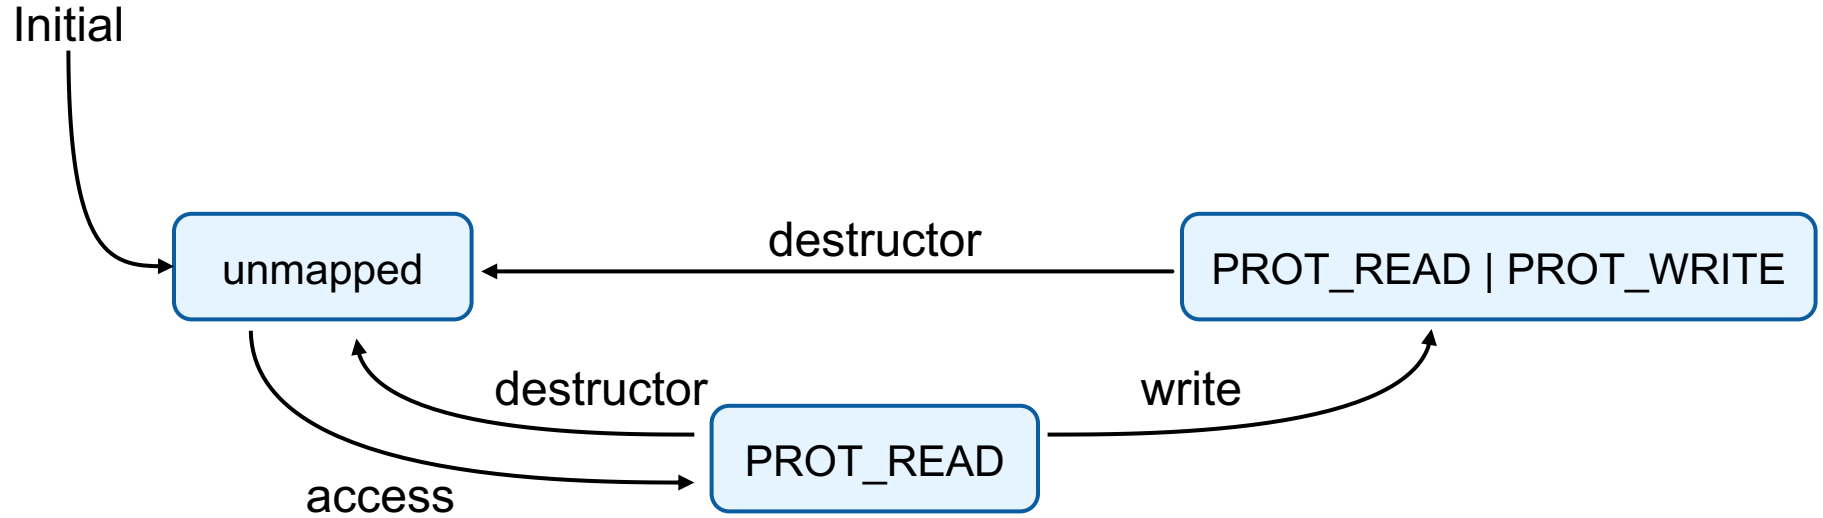 Initial
destructor
unmapped
PROT_READ | PROT_WRITE
destructor
write
PROT_READ
access